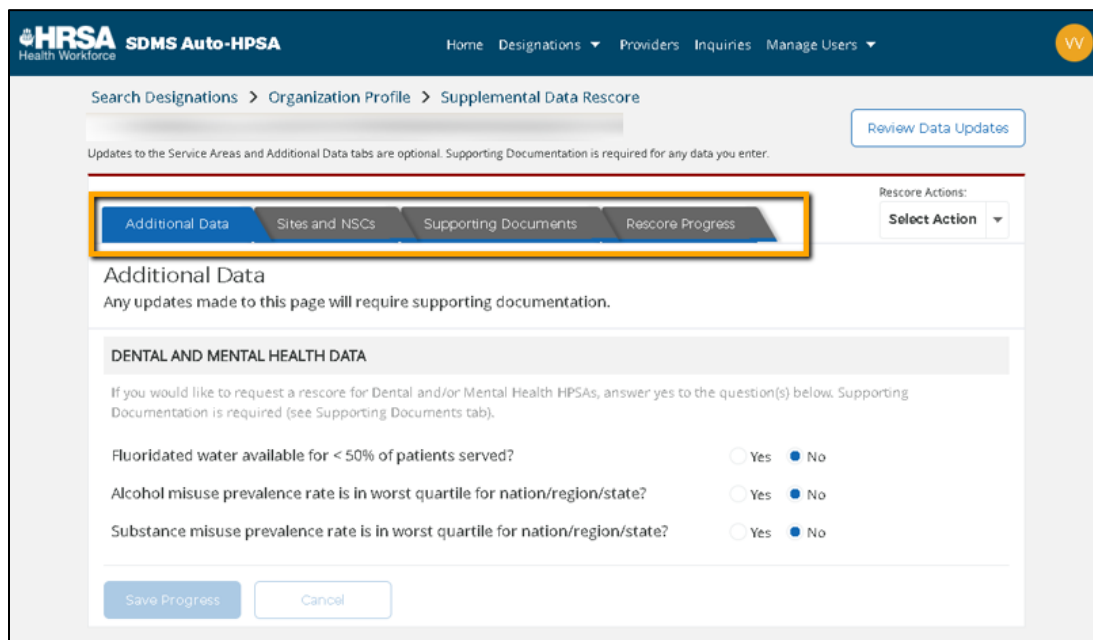 HRSA
Health Workforce
SDMS Auto-HPSA
Home Designations Providers Inquiries Manage Users
VV
Search Designations > Organization Profile > Supplemental Data Rescore
Review Data Updates
Updates to the Service Areas and Additional Data tabs are optional. Supporting Documentation is required for any data you enter.
Rescore Actions:
Select Action
Additional Data Sites and NSCs Supporting Documents Rescore Progress
Additional Data
Any updates made to this page will require supporting documentation.
DENTAL AND MENTAL HEALTH DATA
If you would like to request a rescore for Dental and/or Mental Health HPSAs, answer yes to the question(s) below. Supporting
Documentation is required (see Supporting Documents tab).
Fluoridated water available for < 50% of patients served? Yes No
Alcohol misuse prevalence rate is in worst quartile for nation/region/state? Yes No
Substance misuse prevalence rate is in worst quartile for nation/region/state? Yes No
Save Progress Cancel